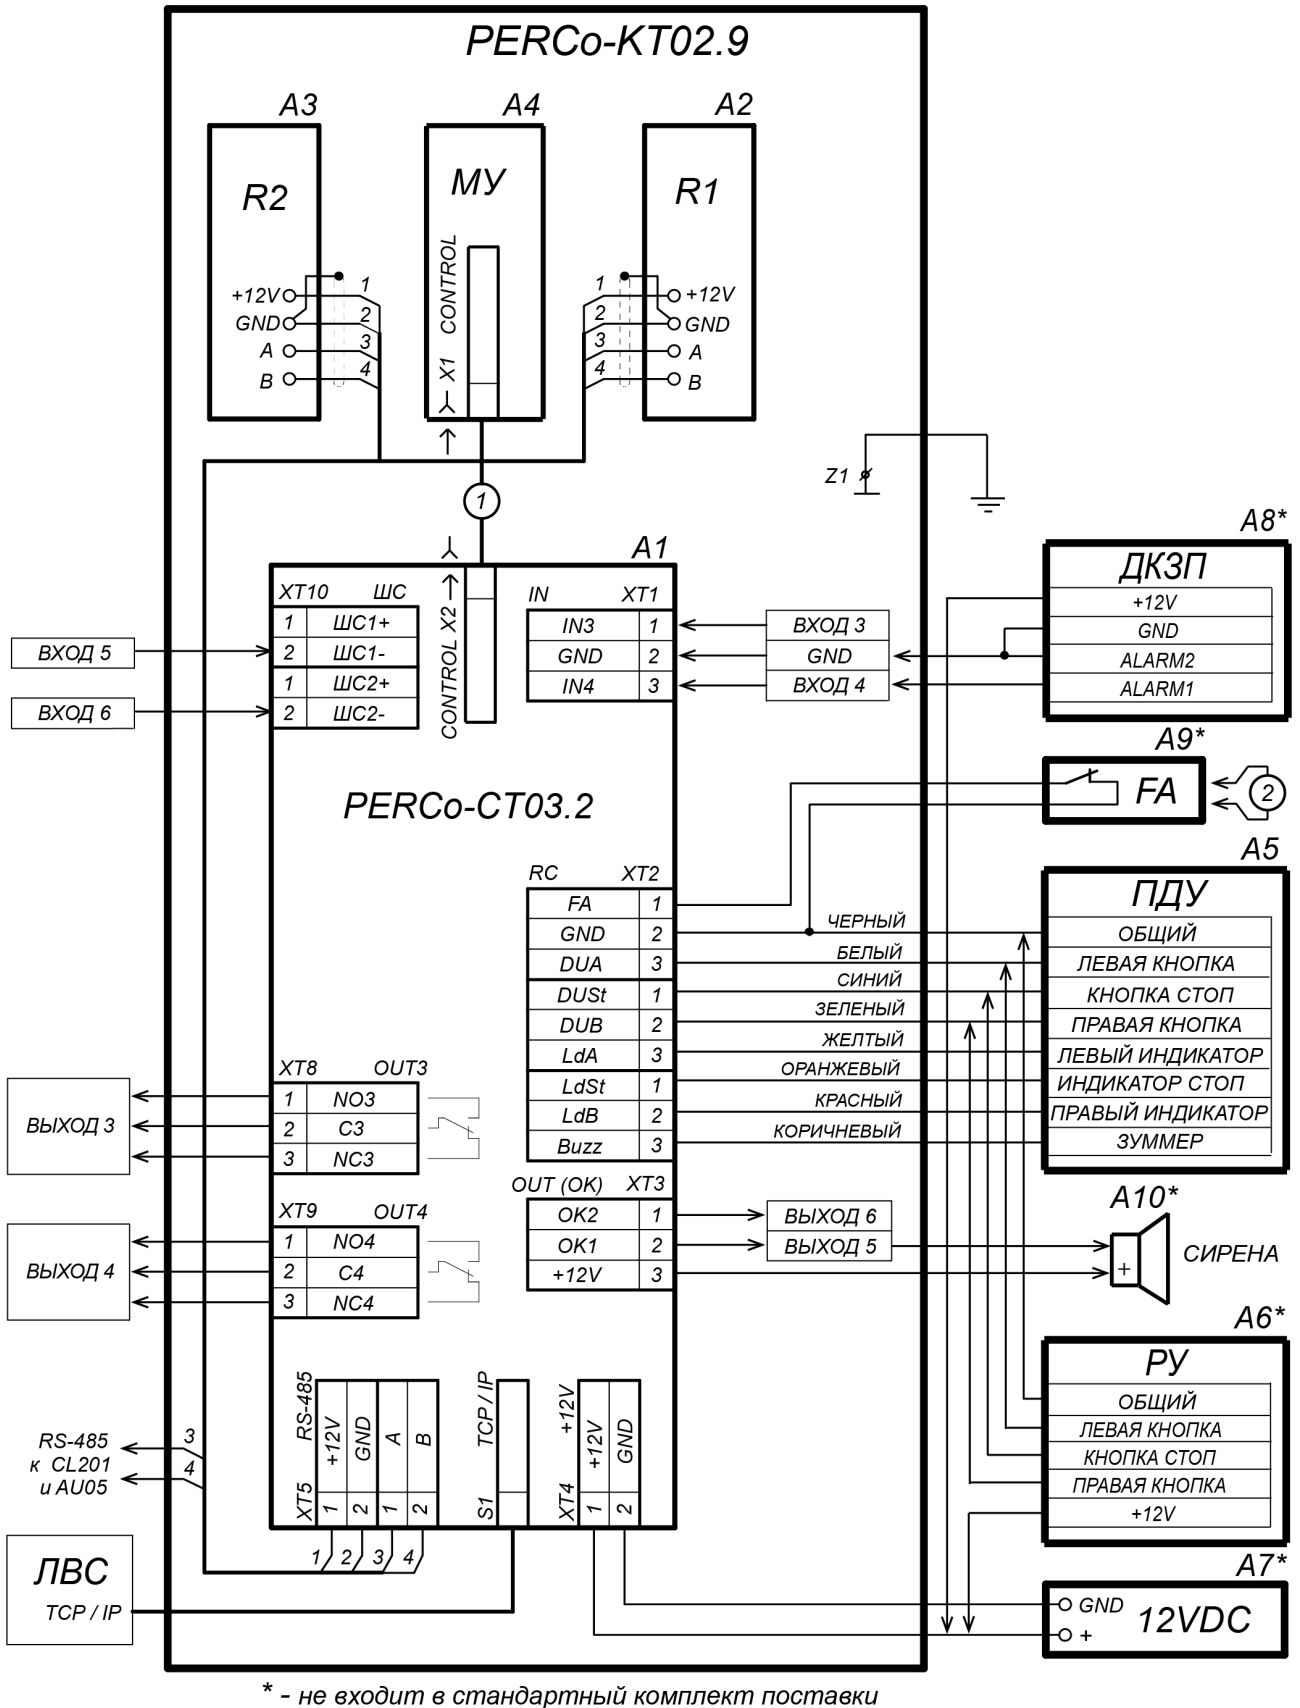 PERCo-КТ02.9
A3
A4
A2
R2
МУ
R1
X1 CONTROL
+12V
GND
A
B
1
2
3
4
1
2
3
4
+12V
GND
A
B
1
Z1
A1
CONTROL X2
XT10 ШС
1 ШС1+
2 ШС1-
1 ШС2+
2 ШС2-
ВХОД 5
ВХОД 6
IN XT1
IN3 1
GND 2
IN4 3
ВХОД 3
GND
ВХОД 4
A8*
ДКЗП
+12V
GND
ALARM2
ALARM1
A9*
FA
2
PERCo-CT03.2
RC XT2
FA 1
GND 2
DUA 3
DUSt 1
DUB 2
LdA 3
LdSt 1
LdB 2
Buzz 3
ЧЕРНЫЙ
БЕЛЫЙ
СИНИЙ
ЗЕЛЕНЫЙ
ЖЕЛТЫЙ
ОРАНЖЕВЫЙ
КРАСНЫЙ
КОРИЧНЕВЫЙ
A5
ПДУ
ОБЩИЙ
ЛЕВАЯ КНОПКА
КНОПКА СТОП
ПРАВАЯ КНОПКА
ЛЕВЫЙ ИНДИКАТОР
ИНДИКАТОР СТОП
ПРАВЫЙ ИНДИКАТОР
ЗУММЕР
XT8 OUT3
1 NO3
2 C3
3 NC3
ВЫХОД 3
XT9 OUT4
1 NO4
2 C4
3 NC4
ВЫХОД 4
OUT (OK) XT3
OK2 1
OK1 2
+12V 3
ВЫХОД 6
ВЫХОД 5
A10*
+
СИРЕНА
A6*
РУ
ОБЩИЙ
ЛЕВАЯ КНОПКА
КНОПКА СТОП
ПРАВАЯ КНОПКА
+12V
XT5 RS-485
1 +12V
2 GND
1 A
2 B
S1 TCP / IP
XT4 +12V
1 +12V
2 GND
RS-485
к CL201
и AU05
3
4
1 2 3 4
ЛВС
TCP / IP
A7*
GND
+
12VDC
* - не входит в стандартный комплект поставки